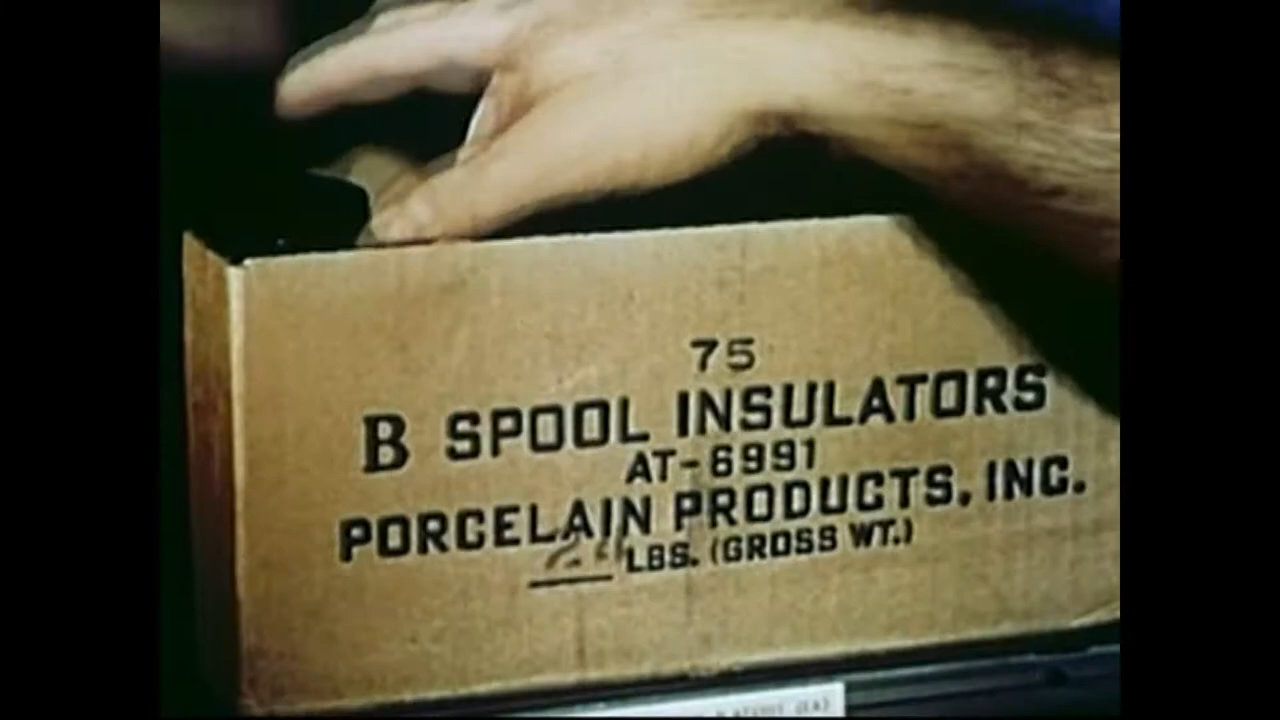 75
B SPOOL INSULATORS
AT-6991
PORCELAIN PRODUCTS, INC.
LBS. (GROSS WT.)